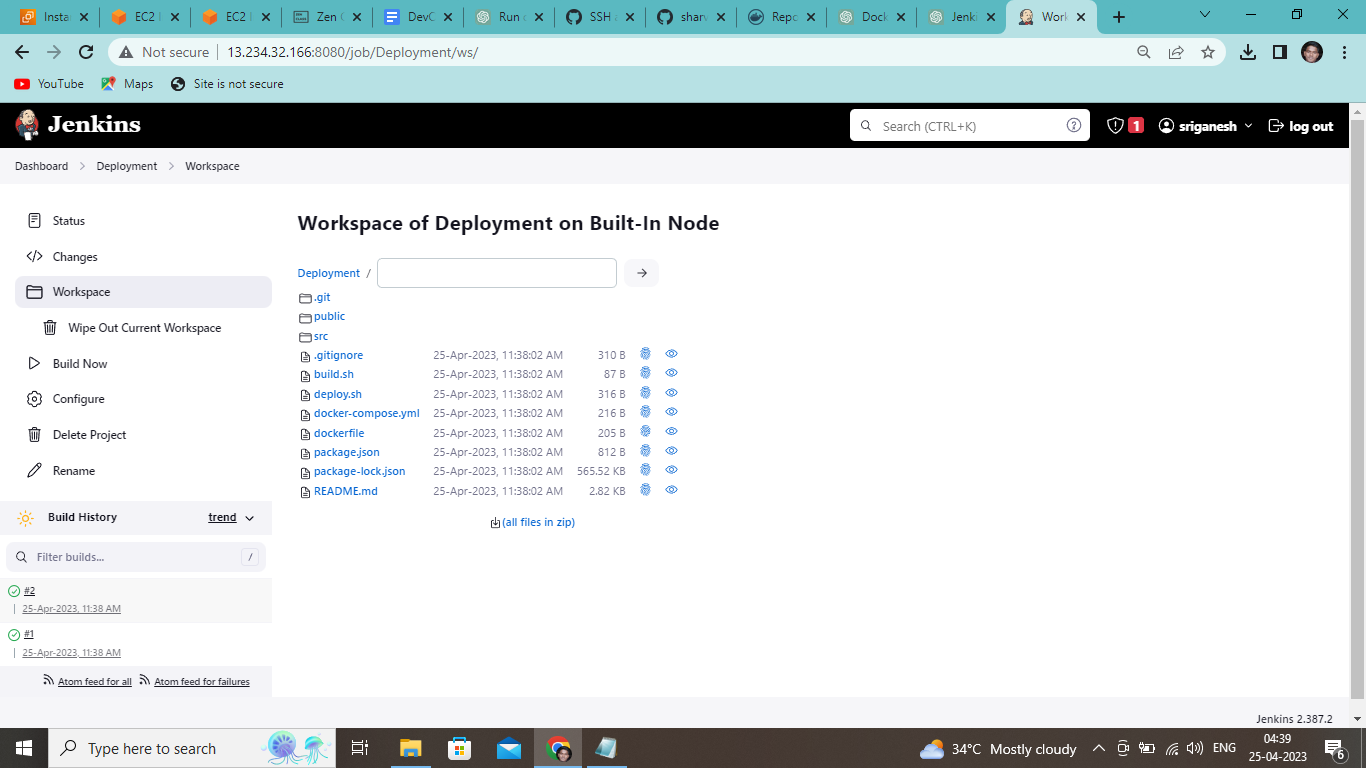 Insta
EC2 I
EC2 I
Zen C
DevC
Run c
SSH a
sharv
Repo
Dock
Jenki
Work
Not secure
13.234.32.166:8080/job/Deployment/ws/
YouTube
Maps
Site is not secure
Jenkins
Search (CTRL+K)
1
sriganesh
log out
Dashboard
Deployment
Workspace
Status
Changes
Workspace
Wipe Out Current Workspace
Build Now
Configure
Delete Project
Rename
Build History
trend
Filter builds...
/
#2
25-Apr-2023, 11:38 AM
#1
25-Apr-2023, 11:38 AM
Atom feed for all
Atom feed for failures
Workspace of Deployment on Built-In Node
Deployment /
.git
public
src
.gitignore 25-Apr-2023, 11:38:02 AM 310 B
build.sh 25-Apr-2023, 11:38:02 AM 87 B
deploy.sh 25-Apr-2023, 11:38:02 AM 316 B
docker-compose.yml 25-Apr-2023, 11:38:02 AM 216 B
dockerfile 25-Apr-2023, 11:38:02 AM 205 B
package.json 25-Apr-2023, 11:38:02 AM 812 B
package-lock.json 25-Apr-2023, 11:38:02 AM 565.52 KB
README.md 25-Apr-2023, 11:38:02 AM 2.82 KB
(all files in zip)
Jenkins 2.387.2
Type here to search
34°C Mostly cloudy
ENG
04:39
25-04-2023
6